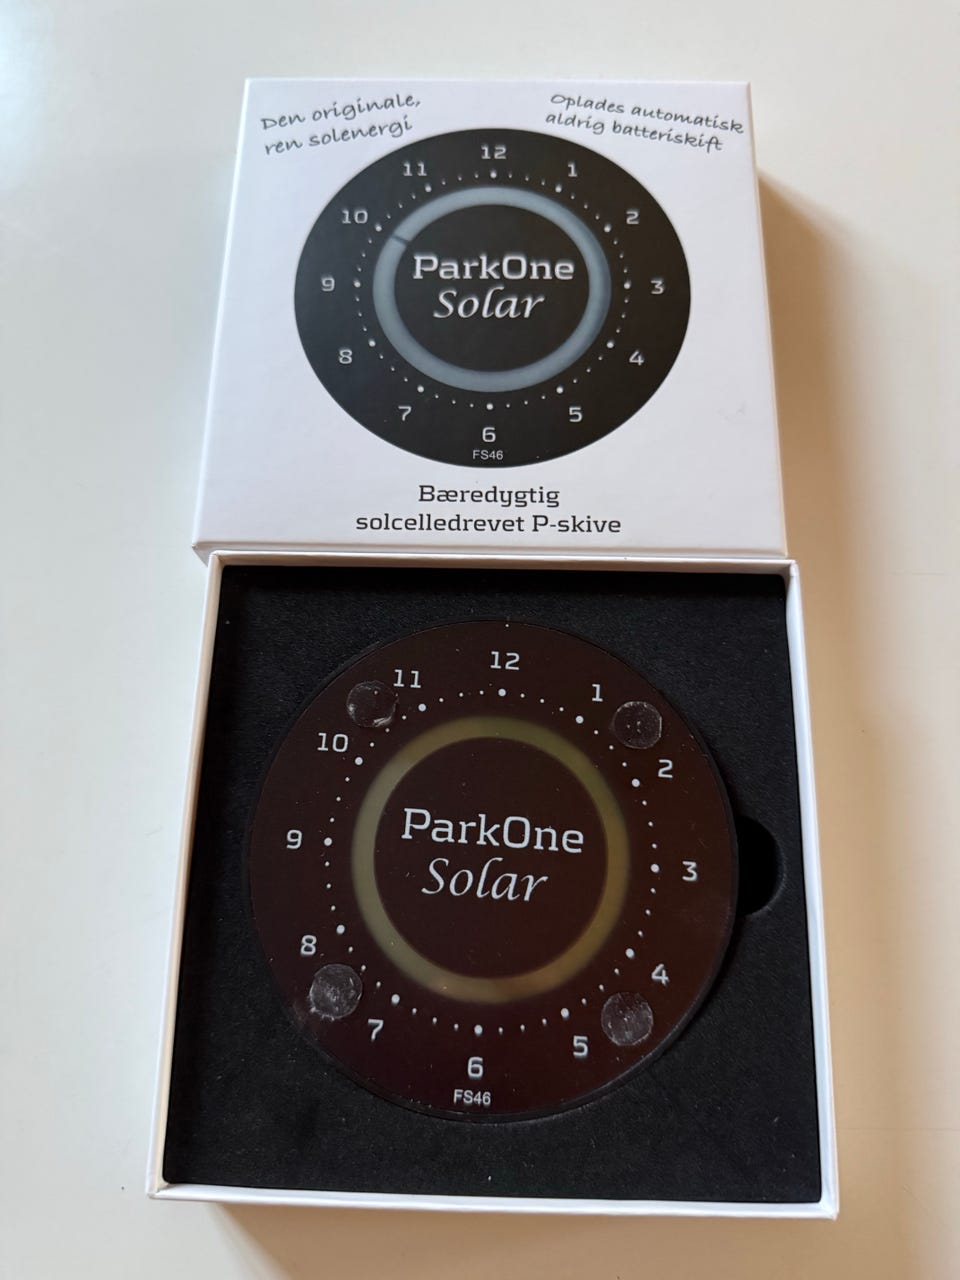 Den originale,
ren solenergi
Oplades automatisk
aldrig batteriskift
12
1
2
3
4
5
6
7
8
9
10
11
ParkOne
Solar
FS46
Bæredygtig
solcelledrevet P-skive
12
1
2
3
4
5
6
7
8
9
10
11
ParkOne
Solar
FS46